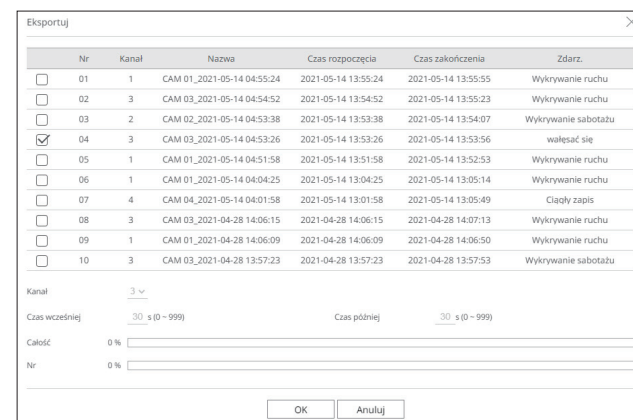 Eksportuj
Nr Kanał Nazwa Czas rozpoczęcia Czas zakończenia Zdarz.
01 1 CAM 01_2021-05-14 04:55:24 2021-05-14 13:55:24 2021-05-14 13:55:55 Wykrywanie ruchu
02 3 CAM 03_2021-05-14 04:54:52 2021-05-14 13:54:52 2021-05-14 13:55:23 Wykrywanie ruchu
03 2 CAM 02_2021-05-14 04:53:38 2021-05-14 13:53:38 2021-05-14 13:54:07 Wykrywanie sabotażu
04 3 CAM 03_2021-05-14 04:53:26 2021-05-14 13:53:26 2021-05-14 13:53:56 wałęsać się
05 1 CAM 01_2021-05-14 04:51:58 2021-05-14 13:51:58 2021-05-14 13:52:53 Wykrywanie ruchu
06 1 CAM 01_2021-05-14 04:04:25 2021-05-14 13:04:25 2021-05-14 13:05:14 Wykrywanie ruchu
07 4 CAM 04_2021-05-14 04:01:58 2021-05-14 13:01:58 2021-05-14 13:05:49 Ciągły zapis
08 3 CAM 03_2021-04-28 14:06:15 2021-04-28 14:06:15 2021-04-28 14:07:13 Wykrywanie ruchu
09 1 CAM 01_2021-04-28 14:06:09 2021-04-28 14:06:09 2021-04-28 14:06:50 Wykrywanie ruchu
10 3 CAM 03_2021-04-28 13:57:23 2021-04-28 13:57:23 2021-04-28 13:57:53 Wykrywanie sabotażu
Kanał 3
Czas wcześniej 30 s (0 ~ 999) Czas później 30 s (0 ~ 999)
Całość 0 %
Nr 0 %
OK Anuluj